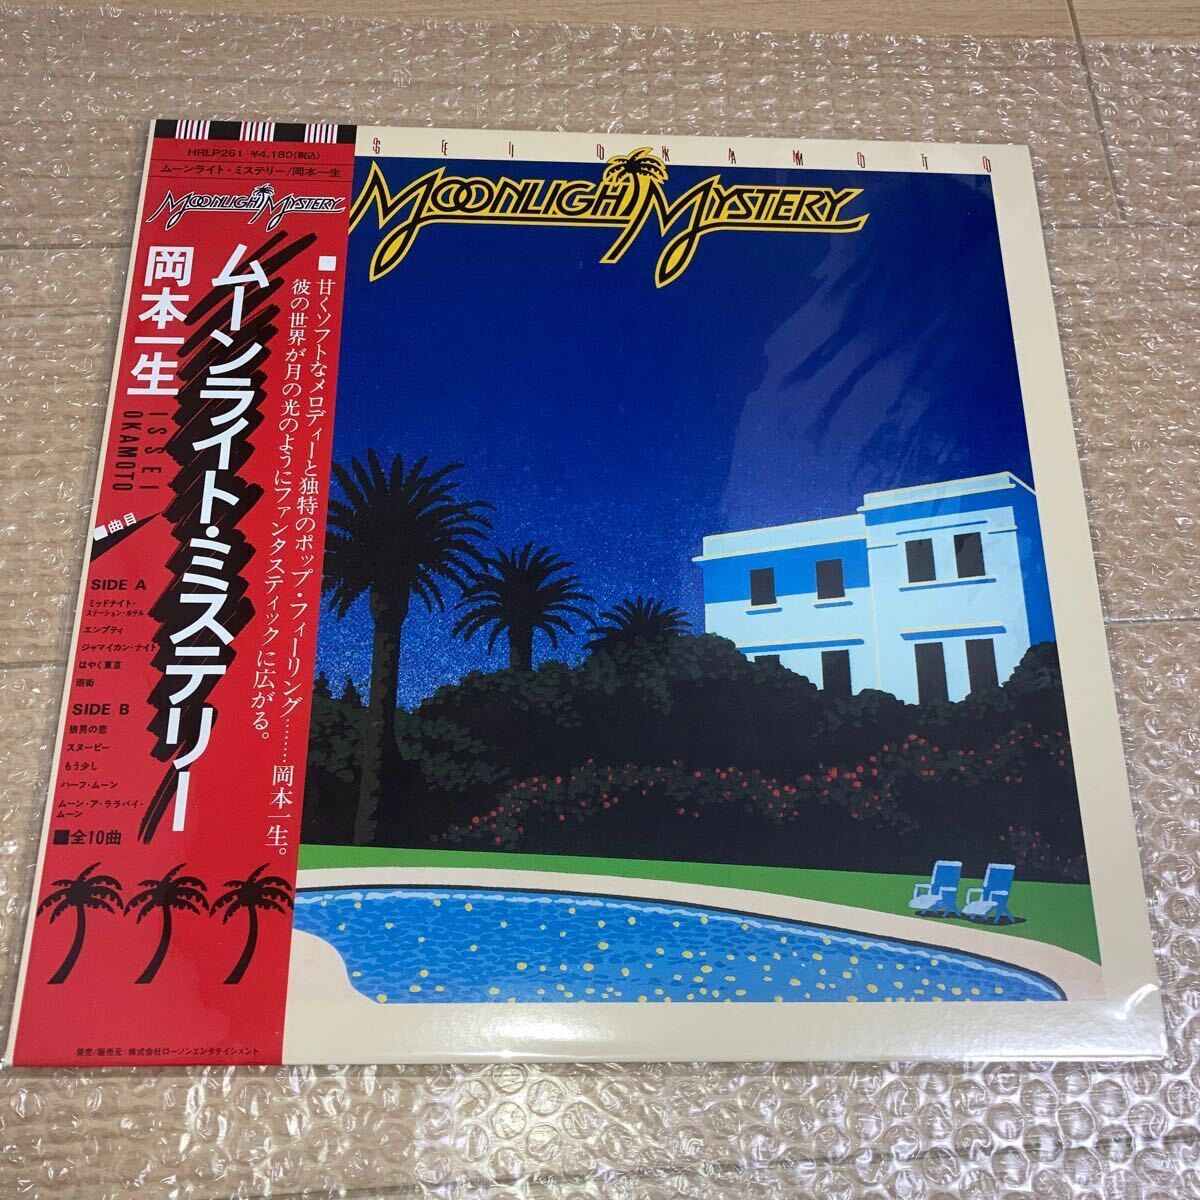 HRLP261 ¥4,180(税込)
ムーンライト・ミステリー/岡本一生
MOONLIGHT MYSTERY
ムーンライト・ミステリー
岡本一生
ISSEI
OKAMOTO
■甘くソフトなメロディーと独特のポップ・フィーリング………岡本一生。
彼の世界が月の光のようにファンタスティックに広がる。
■曲目
SIDE A
ミッドナイト・
ステーション・ホテル
エンプティ
ジャマイカン・ナイト
はやく東京
雨街
SIDE B
狼男の恋
スヌーピー
もう少し
ハーフ・ムーン
ムーン・ア・ララバイ・
ムーン
■全10曲
発売/販売元:株式会社ローソンエンタテインメント
SEI OKAMOTO
MOONLIGHT MYSTERY